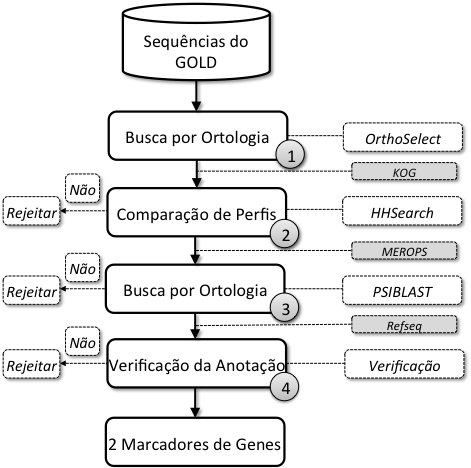 Sequências do
GOLD
Busca por Ortologia
1
OrthoSelect
KOG
Não
Rejeitar
Comparação de Perfis
2
HHSearch
MEROPS
Não
Rejeitar
Busca por Ortologia
3
PSIBLAST
Refseq
Não
Rejeitar
Verificação da Anotação
4
Verificação
2 Marcadores de Genes